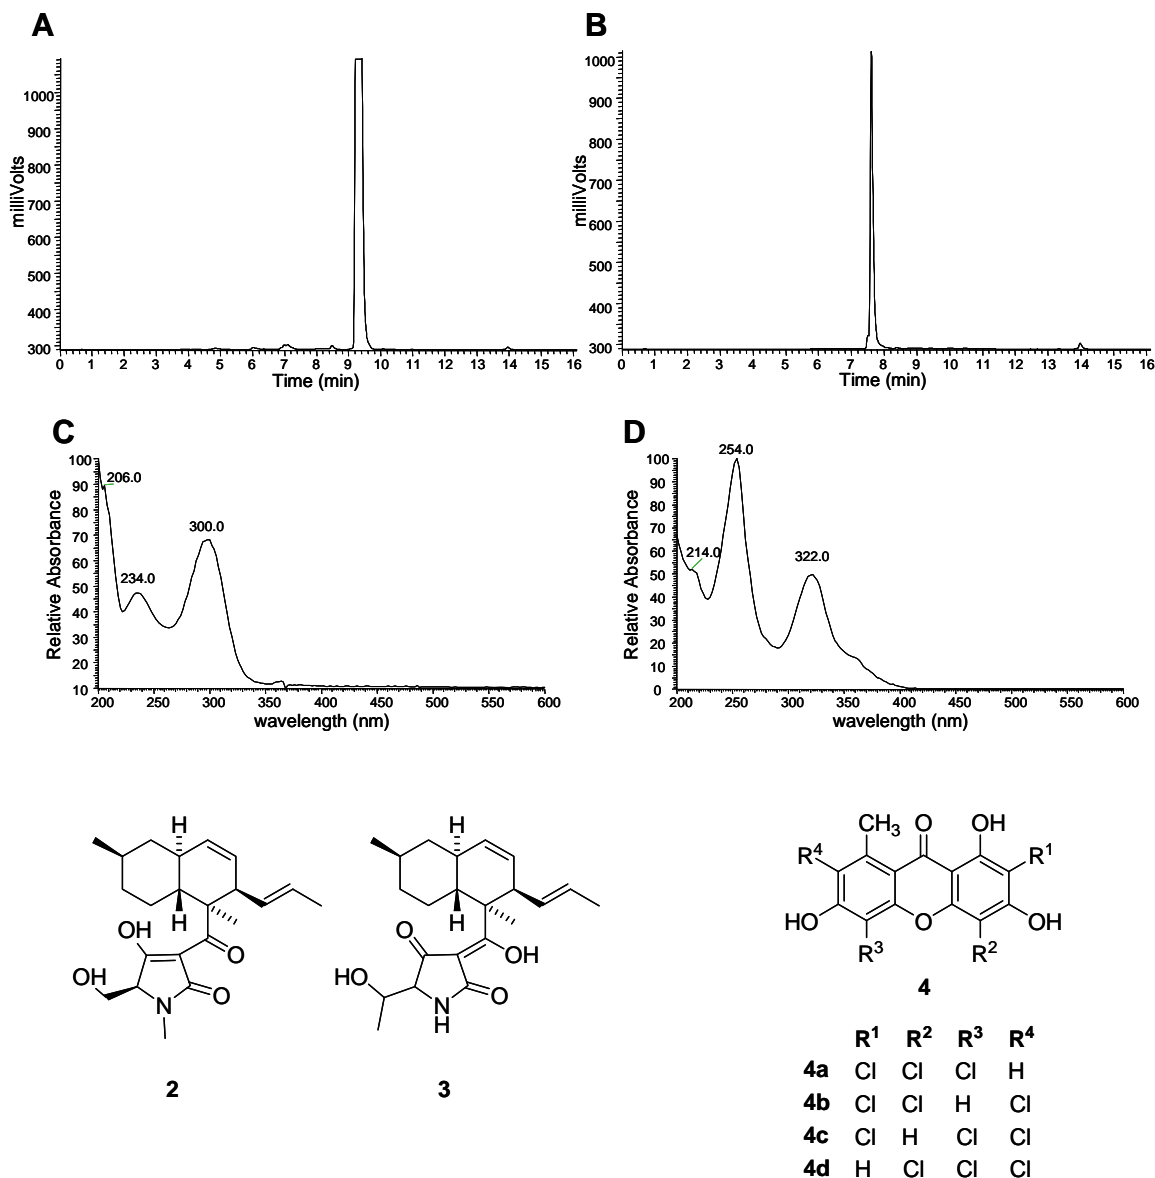 A
milliVolts
1000
900
800
700
600
500
400
300
0 1 2 3 4 5 6 7 8 9 10 11 12 13 14 15 16
Time (min)
B
milliVolts
1000
900
800
700
600
500
400
300
0 1 2 3 4 5 6 7 8 9 10 11 12 13 14 15 16
Time (min)
C
Relative Absorbance
100
90
80
70
60
50
40
30
20
10
206.0
234.0
300.0
200 250 300 350 400 450 500 550 600
wavelength (nm)
D
Relative Absorbance
100
90
80
70
60
50
40
30
20
10
0
254.0
214.0
322.0
200 250 300 350 400 450 500 550 600
wavelength (nm)
H
H
OH
O
OH
N
O
2
H
H
O
OH
HO
N
H
O
3
CH3 O OH
R4 R1
HO O OH
R3 R2
4
R1 R2 R3 R4
4a Cl Cl Cl H
4b Cl Cl H Cl
4c Cl H Cl Cl
4d H Cl Cl Cl